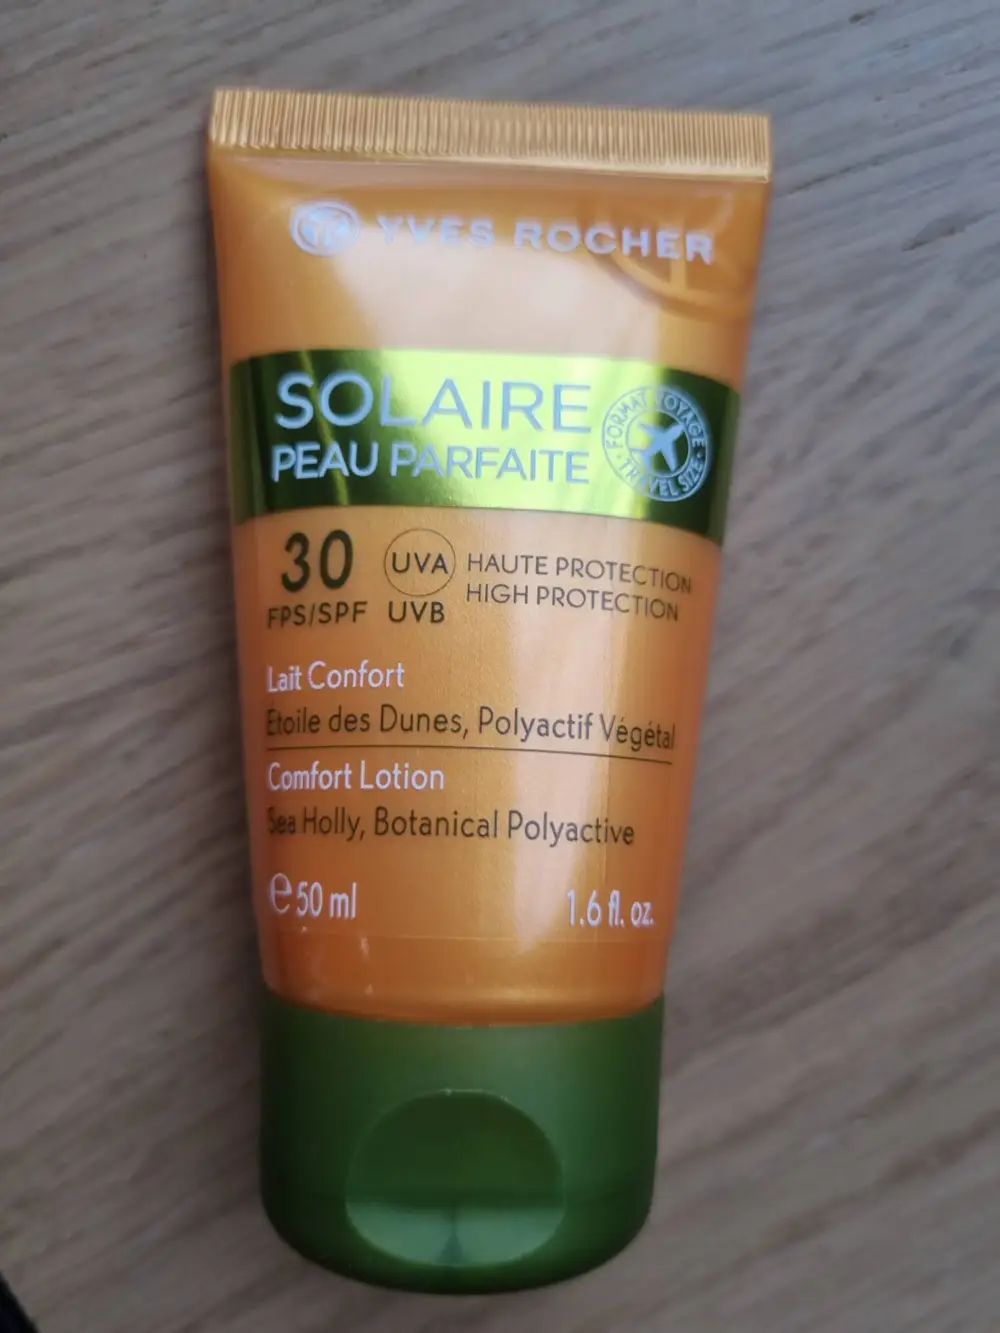 YVES ROCHER
SOLAIRE
PEAU PARFAITE
FORMAT VOYAGE
· TRAVEL SIZE ·
30
FPS/SPF
UVA
UVB
HAUTE PROTECTION
HIGH PROTECTION
Lait Confort
Étoile des Dunes, Polyactif Végétal
Comfort Lotion
Sea Holly, Botanical Polyactive
℮ 50 ml
1.6 fl. oz.